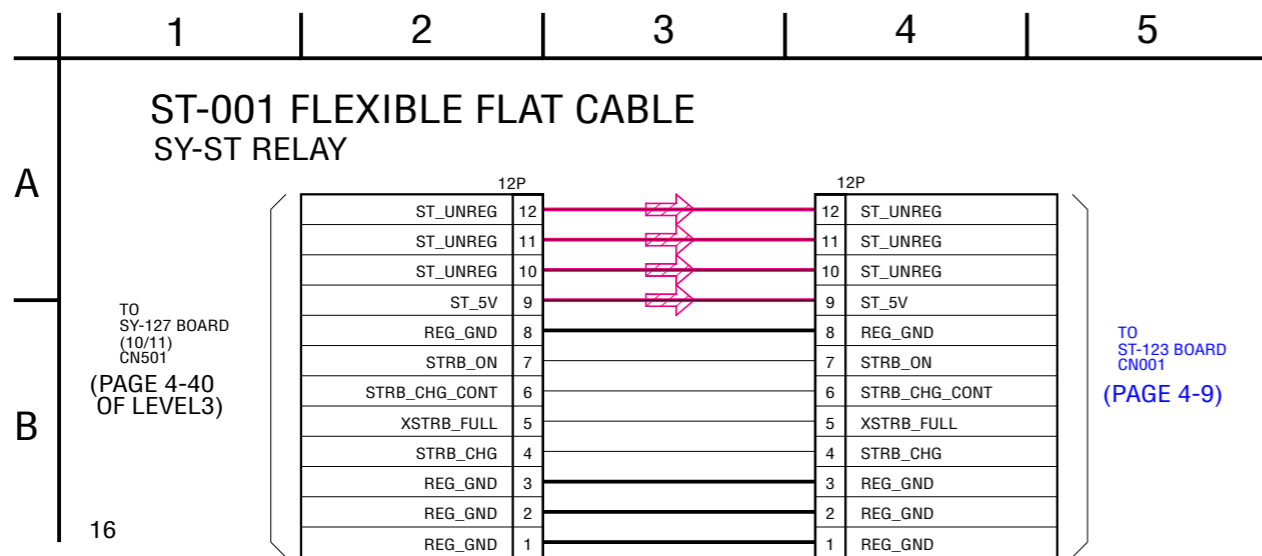 1 2 3 4 5
ST-001 FLEXIBLE FLAT CABLE
SY-ST RELAY
A
12P 12P
ST_UNREG 12 12 ST_UNREG
ST_UNREG 11 11 ST_UNREG
ST_UNREG 10 10 ST_UNREG
ST_5V 9 9 ST_5V
REG_GND 8 8 REG_GND
STRB_ON 7 7 STRB_ON
STRB_CHG_CONT 6 6 STRB_CHG_CONT
XSTRB_FULL 5 5 XSTRB_FULL
STRB_CHG 4 4 STRB_CHG
REG_GND 3 3 REG_GND
REG_GND 2 2 REG_GND
REG_GND 1 1 REG_GND
TO
SY-127 BOARD
(10/11)
CN501
(PAGE 4-40
OF LEVEL3)
TO
ST-123 BOARD
CN001
(PAGE 4-9)
B
16